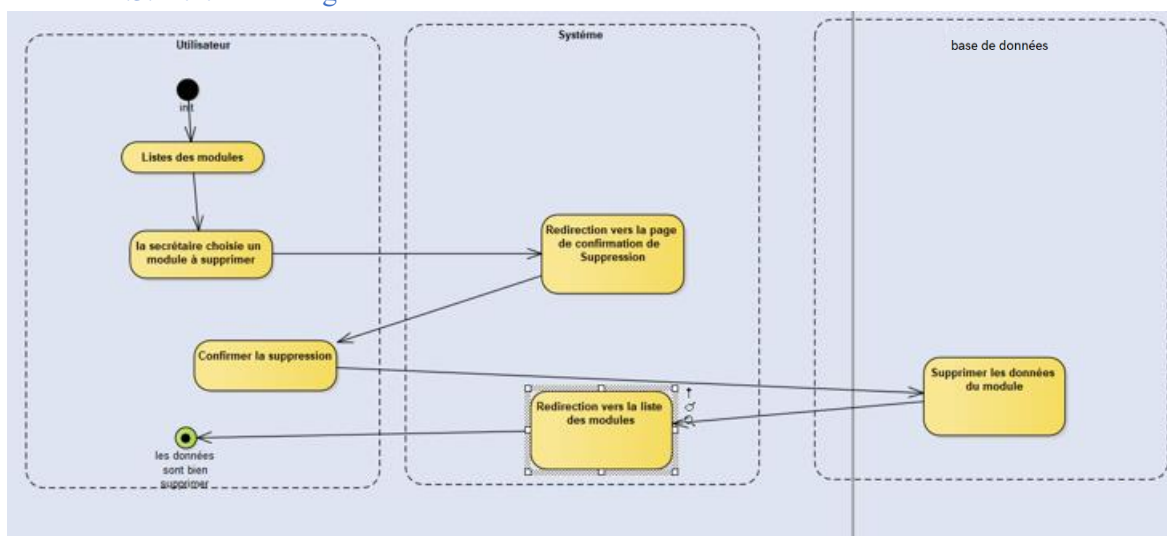 Utilisateur
Systéme
base de données
init
Listes des modules
la secrétaire choisie un
module à supprimer
Redirection vers la page
de confirmation de
Suppression
Confirmer la suppression
Supprimer les données
du module
Redirection vers la liste
des modules
les données
sont bien
supprimer